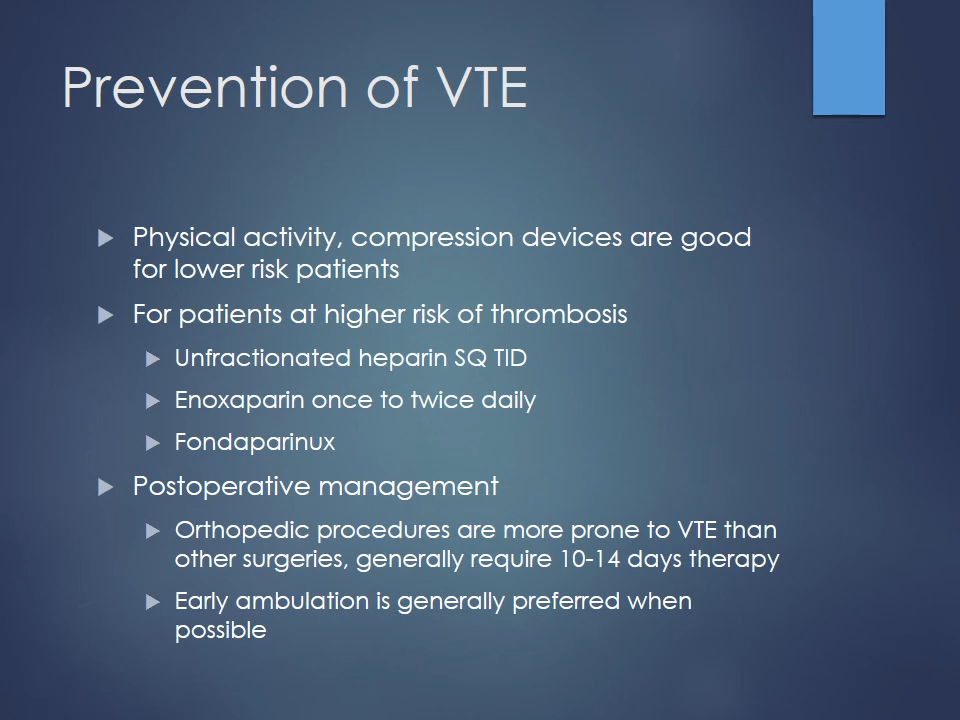 Prevention of VTE
Physical activity, compression devices are good
for lower risk patients
For patients at higher risk of thrombosis
Unfractionated heparin SQ TID
Enoxaparin once to twice daily
Fondaparinux
Postoperative management
Orthopedic procedures are more prone to VTE than
other surgeries, generally require 10-14 days therapy
Early ambulation is generally preferred when
possible